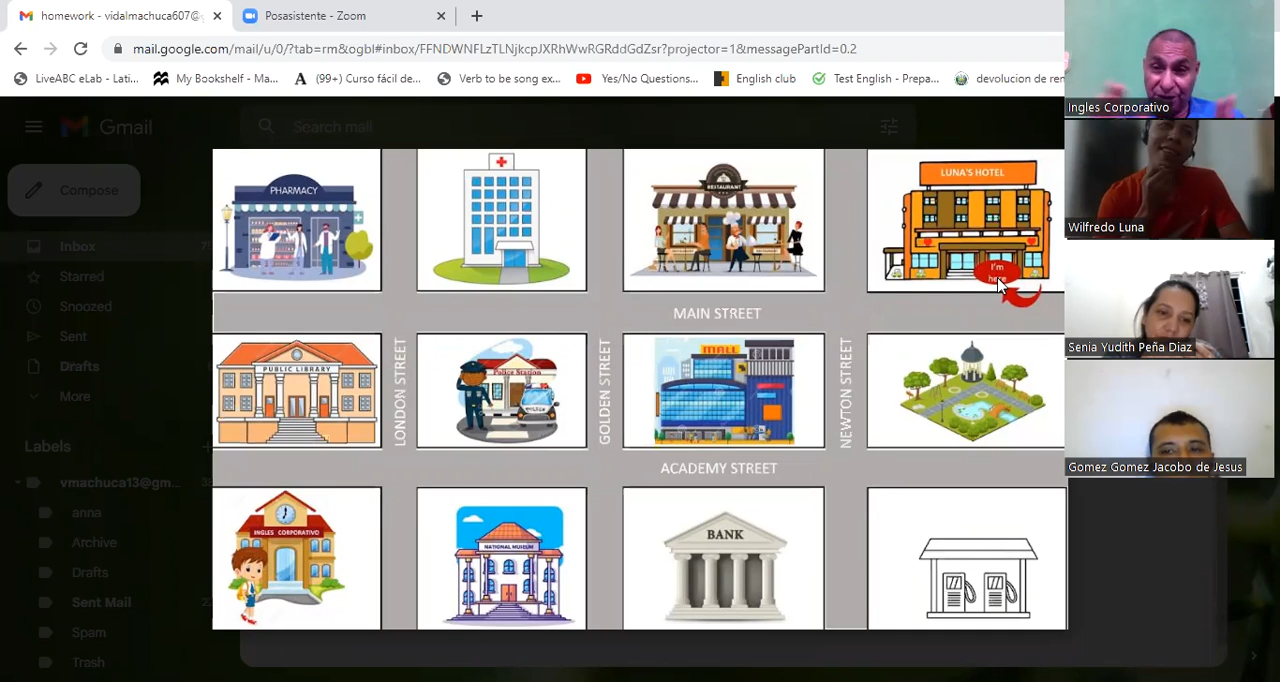 homework - vidalmachuca607@g
Posasistente - Zoom
mail.google.com/mail/u/0/?tab=rm&ogbl#inbox/FFNDWNFLzTLNjkcpJXRhWwRGRddGdZsr?projector=1&messagePartId=0.2
LiveABC eLab - Lati...
My Bookshelf - Ma...
(99+) Curso fácil de...
Verb to be song ex...
Yes/No Questions...
English club
Test English - Prepa...
devolucion de ren
Gmail
Search mail
Compose
Inbox
Starred
Snoozed
Sent
Drafts
More
Labels
vmachuca13@gm...
anna
Archive
Drafts
Sent Mail
Spam
Trash
PHARMACY
RESTAURANT
LUNA'S HOTEL
I'm
here
MAIN STREET
PUBLIC LIBRARY
LONDON STREET
Police Station
GOLDEN STREET
MALL
NEWTON STREET
ACADEMY STREET
INGLES CORPORATIVO
NATIONAL MUSEUM
BANK
Ingles Corporativo
Wilfredo Luna
Senia Yudith Peña Diaz
Gomez Gomez Jacobo de Jesus